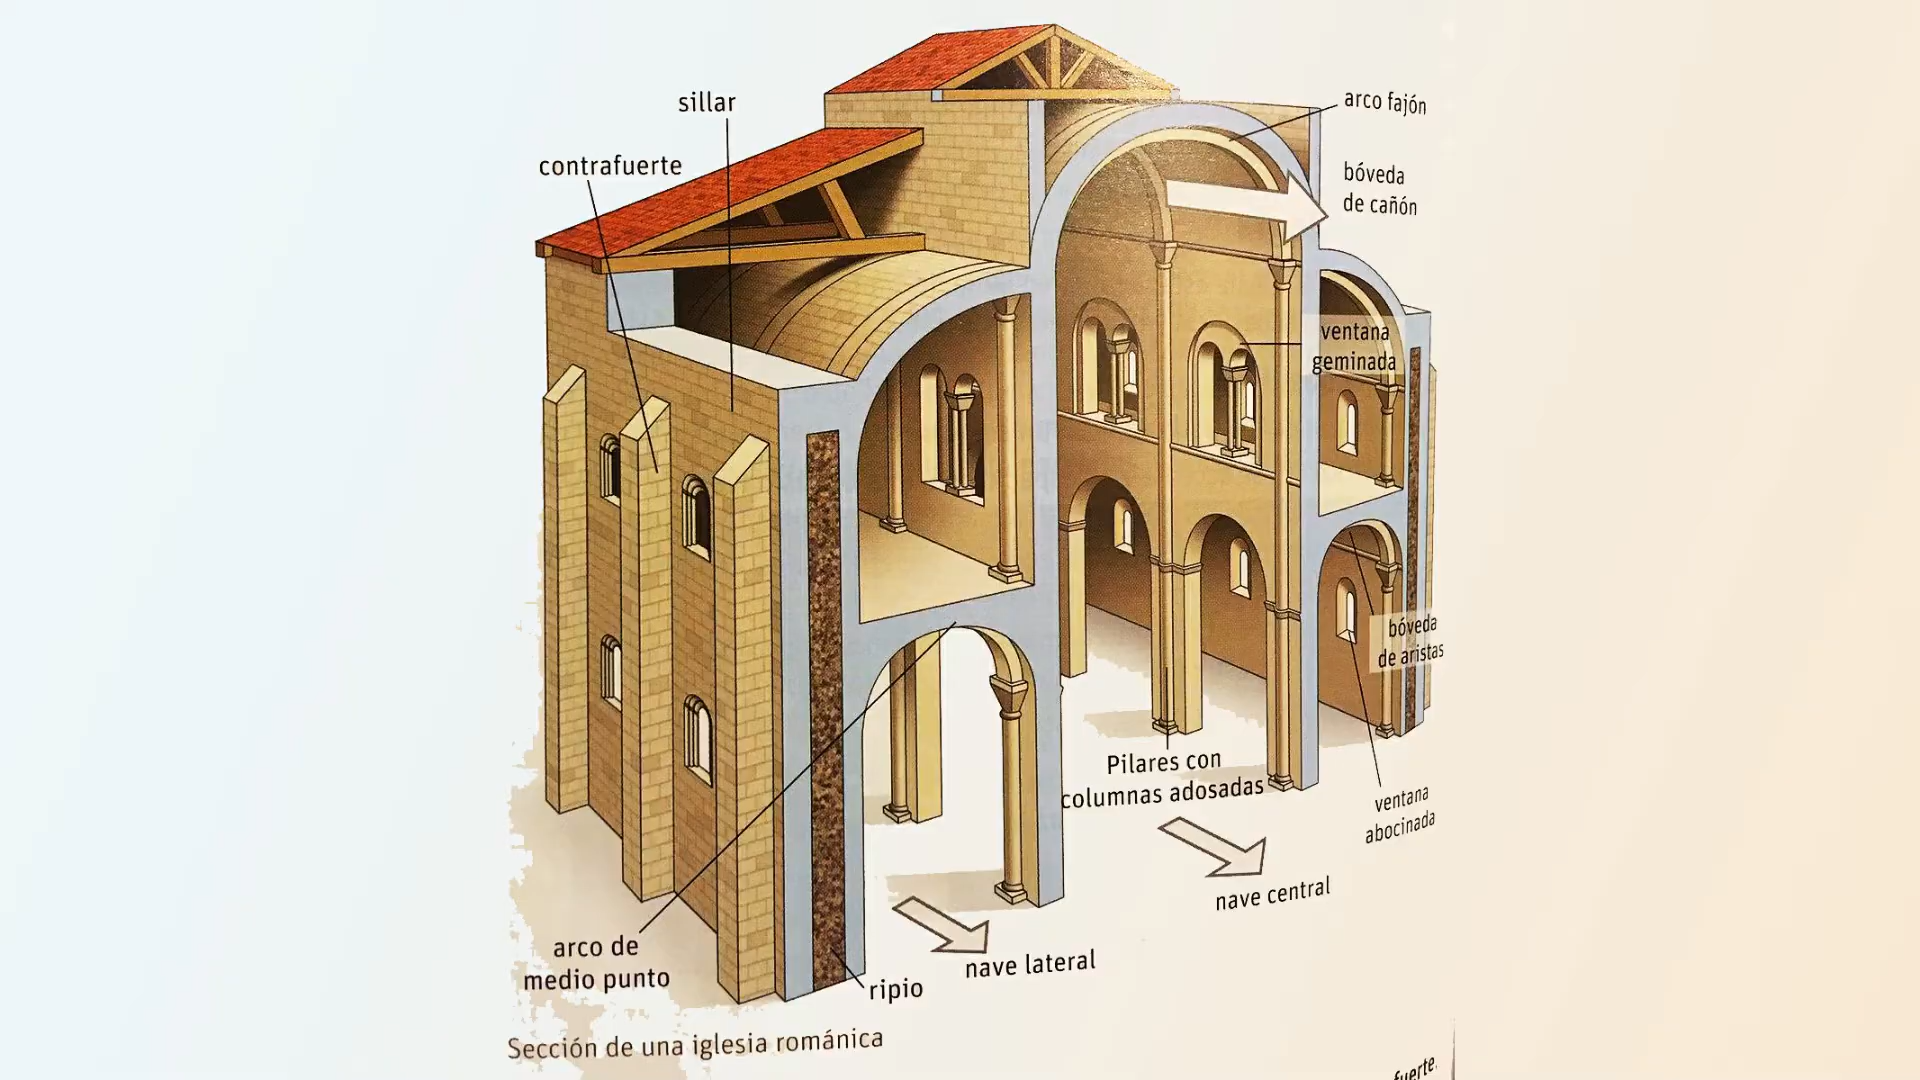 sillar
contrafuerte
arco fajón
bóveda
de cañón
ventana
geminada
bóveda
de aristas
Pilares con
columnas adosadas
ventana
abocinada
nave central
arco de
medio punto
nave lateral
ripio
Sección de una iglesia románica
fuerte.